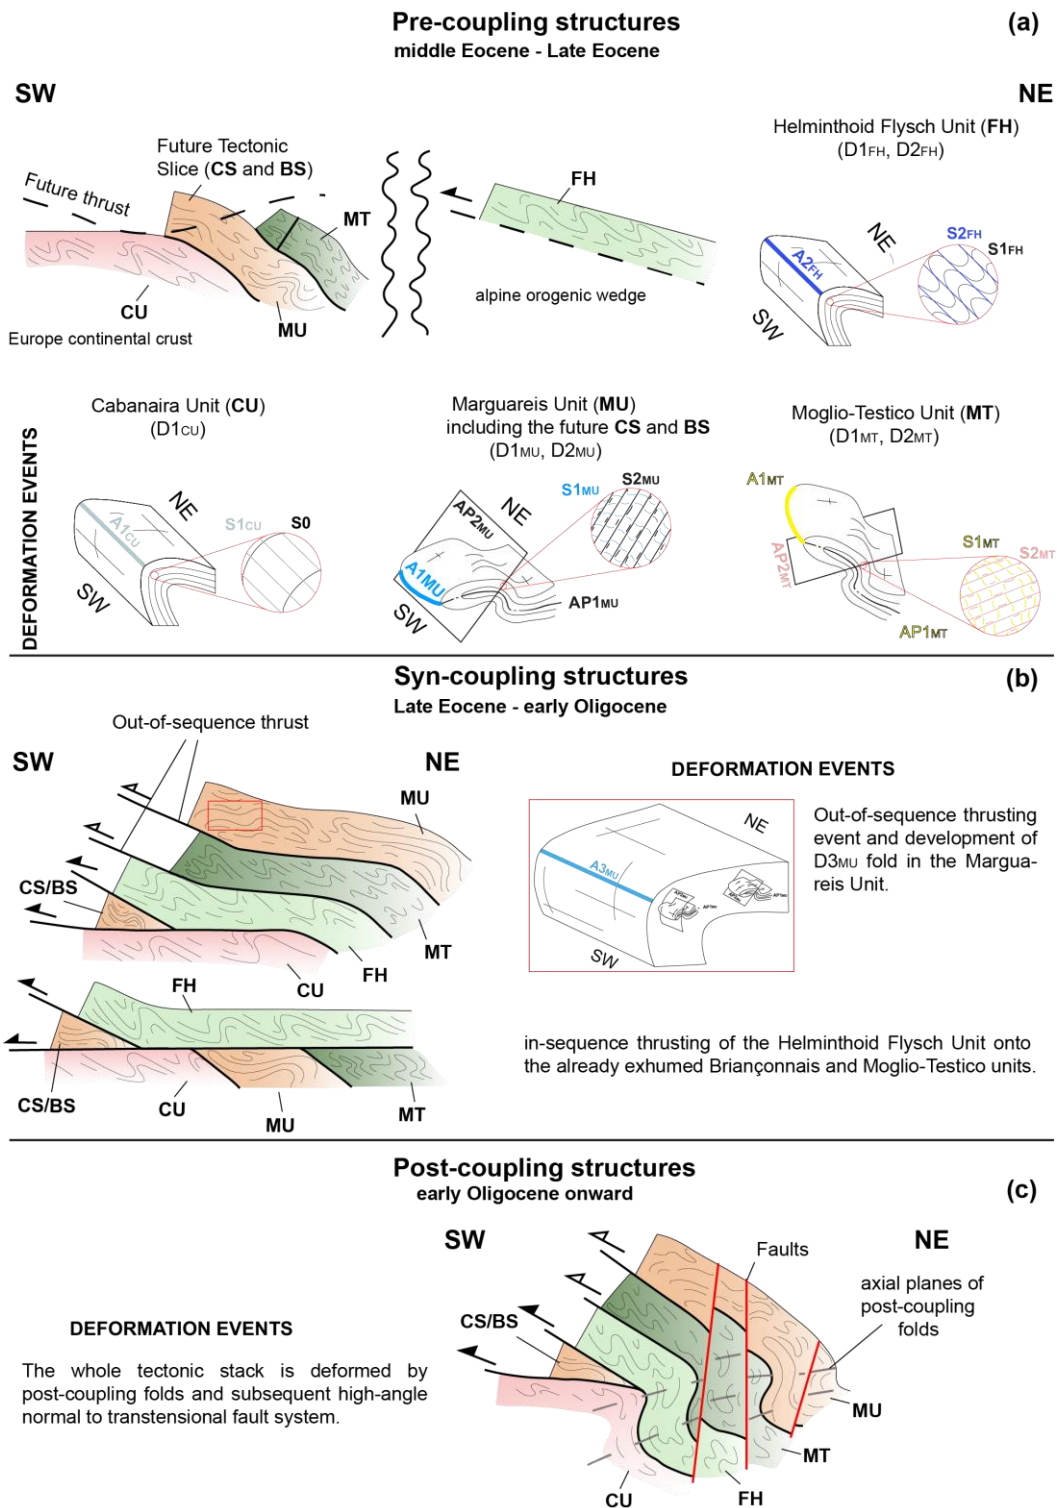 Pre-coupling structures
(a)
middle Eocene - Late Eocene
SW
NE
Future Tectonic
Slice (CS and BS)
Future thrust
MT
FH
CU
MU
Europe continental crust
alpine orogenic wedge
Helminthoid Flysch Unit (FH)
(D1FH, D2FH)
A2FH
NE
SW
S2FH
S1FH
DEFORMATION EVENTS
Cabanaira Unit (CU)
(D1CU)
A1CU
NE
SW
S1CU
S0
Marguareis Unit (MU)
including the future CS and BS
(D1MU, D2MU)
S2MU
S1MU
AP2MU
NE
A1MU
SW
AP1MU
Moglio-Testico Unit (MT)
(D1MT, D2MT)
A1MT
AP2MT
S1MT
S2MT
AP1MT
Syn-coupling structures
(b)
Late Eocene - early Oligocene
Out-of-sequence thrust
SW
NE
MU
CS/BS
MT
FH
CU
DEFORMATION EVENTS
NE
A3MU
SW
Out-of-sequence thrusting
event and development of
D3MU fold in the Margua-
reis Unit.
FH
CS/BS
CU
MU
MT
in-sequence thrusting of the Helminthoid Flysch Unit onto
the already exhumed Briançonnais and Moglio-Testico units.
Post-coupling structures
(c)
early Oligocene onward
SW
NE
Faults
axial planes of
post-coupling
folds
CS/BS
MU
MT
FH
CU
DEFORMATION EVENTS
The whole tectonic stack is deformed by
post-coupling folds and subsequent high-angle
normal to transtensional fault system.